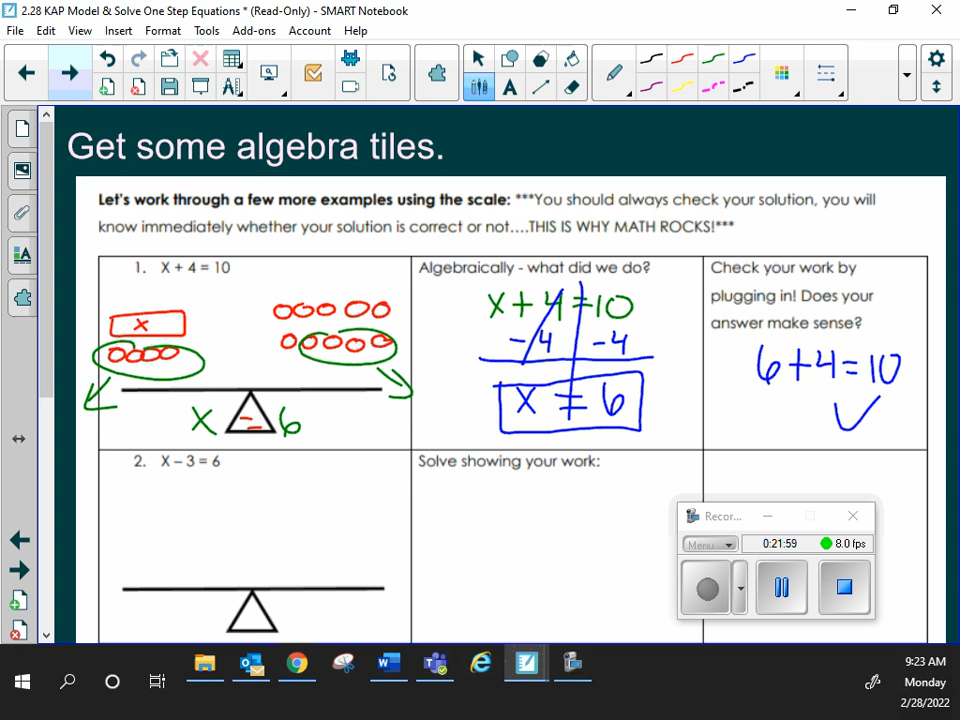 2.28 KAP Model & Solve One Step Equations * (Read-Only) - SMART Notebook
File Edit View Insert Format Tools Add-ons Account Help
Get some algebra tiles.
Let's work through a few more examples using the scale: ***You should always check your solution, you will
know immediately whether your solution is correct or not....THIS IS WHY MATH ROCKS!***
1. X + 4 = 10
x
X = 6
Algebraically - what did we do?
x + 4 = 10
- 4 - 4
x = 6
Check your work by
plugging in! Does your
answer make sense?
6 + 4 = 10
2. X – 3 = 6
Solve showing your work:
Recor...
Menu 0:21:59 8.0 fps
9:23 AM
Monday
2/28/2022